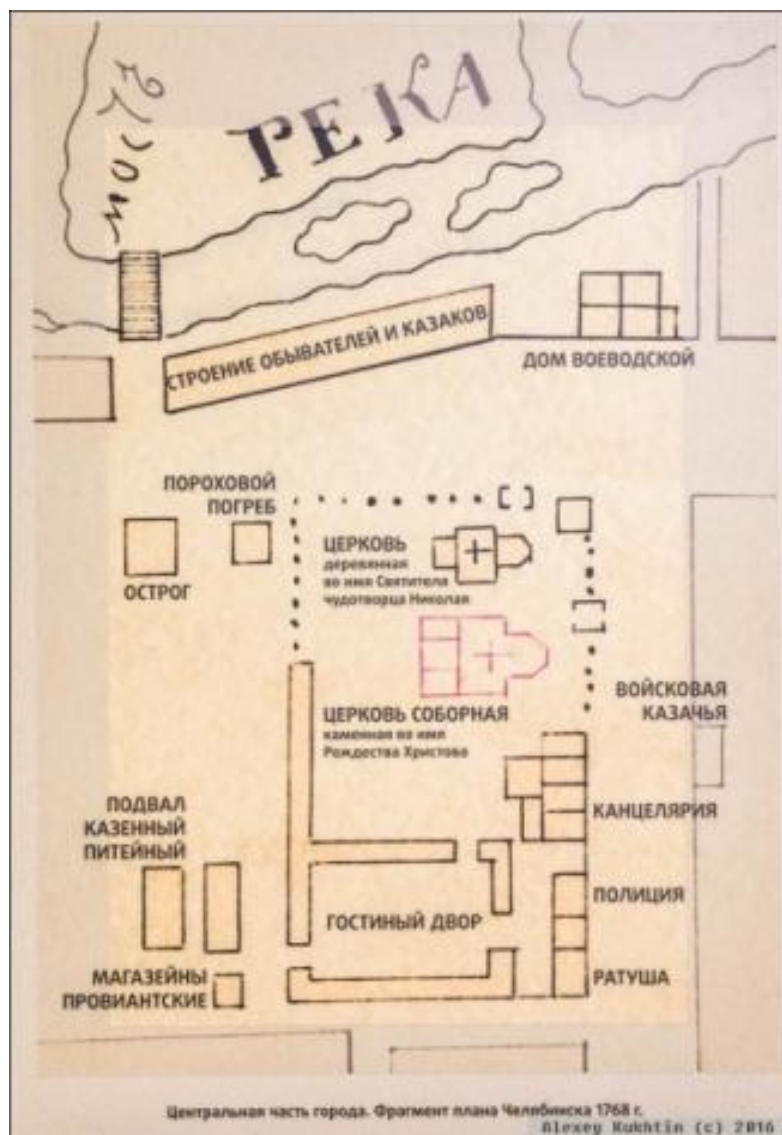 РЕКА
СТРОЕНИЕ ОБЫВАТЕЛЕЙ И КАЗАКОВ
ДОМ ВОЕВОДСКОЙ
ПОРОХОВОЙ
ПОГРЕБ
ОСТРОГ
ЦЕРКОВЬ
деревянная
во имя Святителя
чудотворца Николая
ЦЕРКОВЬ СОБОРНАЯ
каменная во имя
Рождества Христова
ВОЙСКОВАЯ
КАЗАЧЬЯ
КАНЦЕЛЯРИЯ
ПОДВАЛ
КАЗЕННЫЙ
ПИТЕЙНЫЙ
ПОЛИЦИЯ
ГОСТИНЫЙ ДВОР
МАГАЗЕЙНЫ
ПРОВИАНТСКИЕ
РАТУША
Центральная часть города. Фрагмент плана Челябинска 1768 г.
Alexey Kukhtin (c) 2016